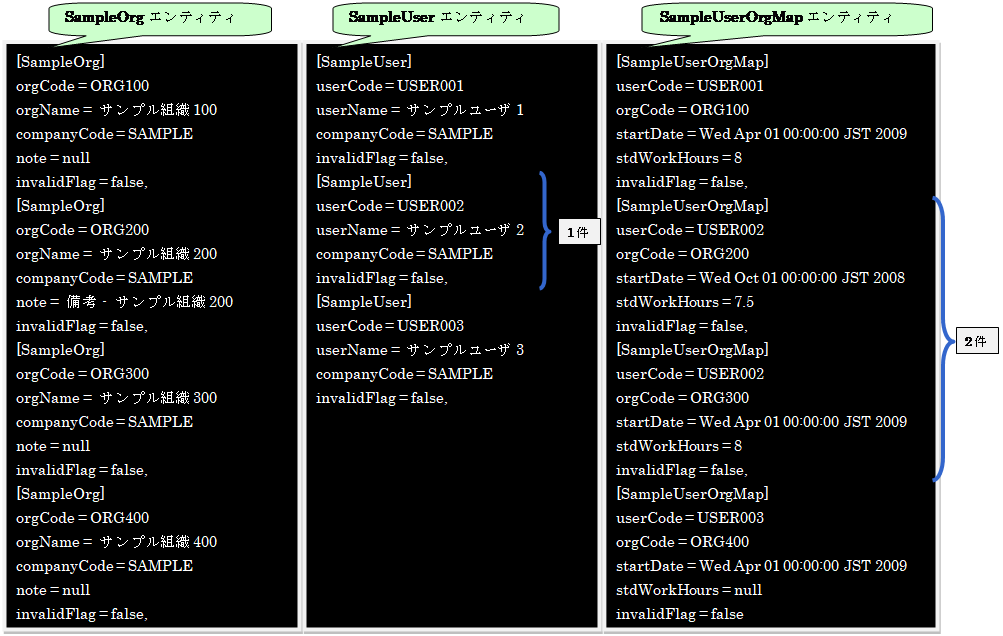 SampleOrg エンティティ
[SampleOrg]
orgCode=ORG100
orgName= サンプル組織 100
companyCode=SAMPLE
note=null
invalidFlag=false,
[SampleOrg]
orgCode=ORG200
orgName= サンプル組織 200
companyCode=SAMPLE
note= 備考 - サンプル組織 200
invalidFlag=false,
[SampleOrg]
orgCode=ORG300
orgName= サンプル組織 300
companyCode=SAMPLE
note=null
invalidFlag=false,
[SampleOrg]
orgCode=ORG400
orgName= サンプル組織 400
companyCode=SAMPLE
note=null
invalidFlag=false,
SampleUser エンティティ
[SampleUser]
userCode=USER001
userName= サンプルユーザ 1
companyCode=SAMPLE
invalidFlag=false,
[SampleUser]
userCode=USER002
userName= サンプルユーザ 2
companyCode=SAMPLE
invalidFlag=false,
[SampleUser]
userCode=USER003
userName= サンプルユーザ 3
companyCode=SAMPLE
invalidFlag=false,
1件
SampleUserOrgMap エンティティ
[SampleUserOrgMap]
userCode=USER001
orgCode=ORG100
startDate=Wed Apr 01 00:00:00 JST 2009
stdWorkHours=8
invalidFlag=false,
[SampleUserOrgMap]
userCode=USER002
orgCode=ORG200
startDate=Wed Oct 01 00:00:00 JST 2008
stdWorkHours=7.5
invalidFlag=false,
[SampleUserOrgMap]
userCode=USER002
orgCode=ORG300
startDate=Wed Apr 01 00:00:00 JST 2009
stdWorkHours=8
invalidFlag=false,
[SampleUserOrgMap]
userCode=USER003
orgCode=ORG400
startDate=Wed Apr 01 00:00:00 JST 2009
stdWorkHours=null
invalidFlag=false
2件